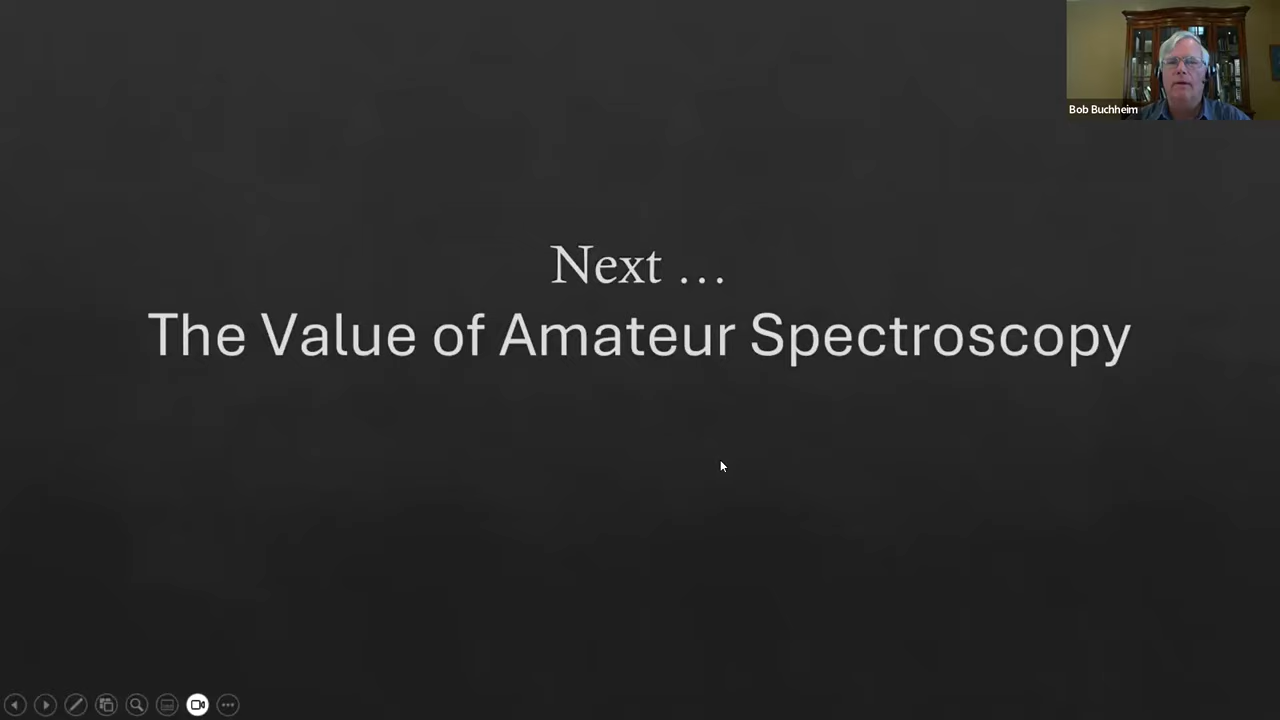 Bob Buchheim
Next …
The Value of Amateur Spectroscopy